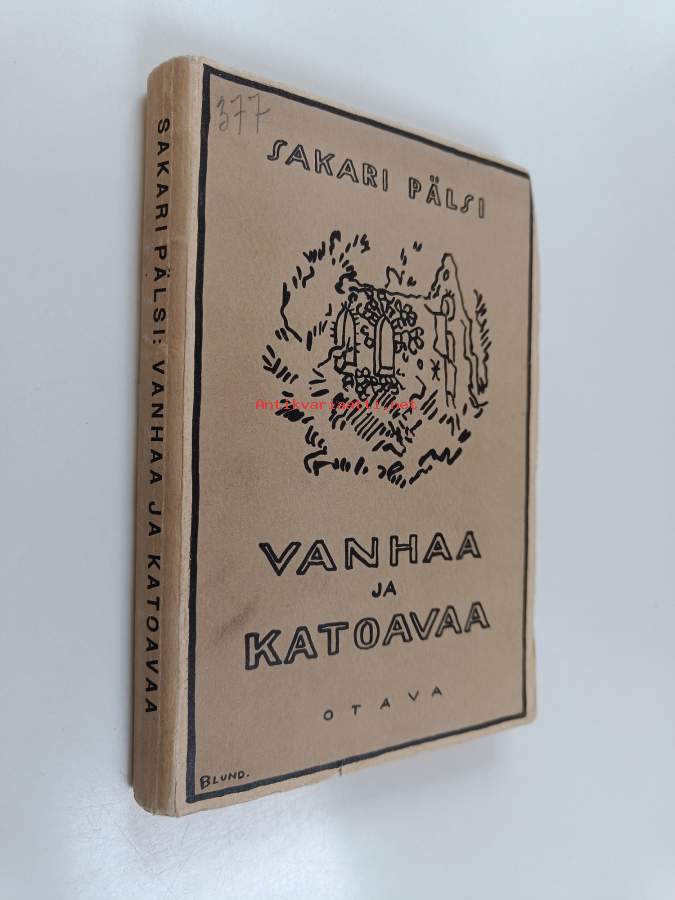 377
SAKARI PÄLSI
Antikvariaatti.net
VANHAA
JA
KATOAVAA
OTAVA
BLUND.
SAKARI PÄLSI: VANHAA JA KATOAVAA